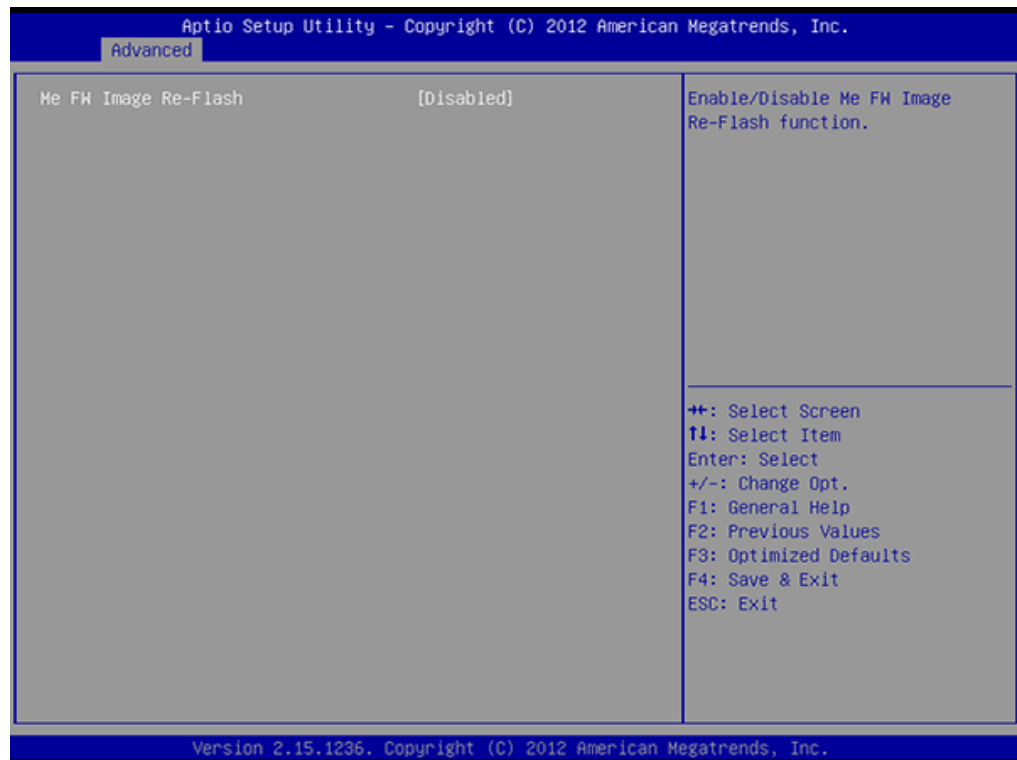 Aptio Setup Utility – Copyright (C) 2012 American Megatrends, Inc.
Advanced
Me FW Image Re-Flash [Disabled]
Enable/Disable Me FW Image
Re-Flash function.
→←: Select Screen
↑↓: Select Item
Enter: Select
+/-: Change Opt.
F1: General Help
F2: Previous Values
F3: Optimized Defaults
F4: Save & Exit
ESC: Exit
Version 2.15.1236. Copyright (C) 2012 American Megatrends, Inc.